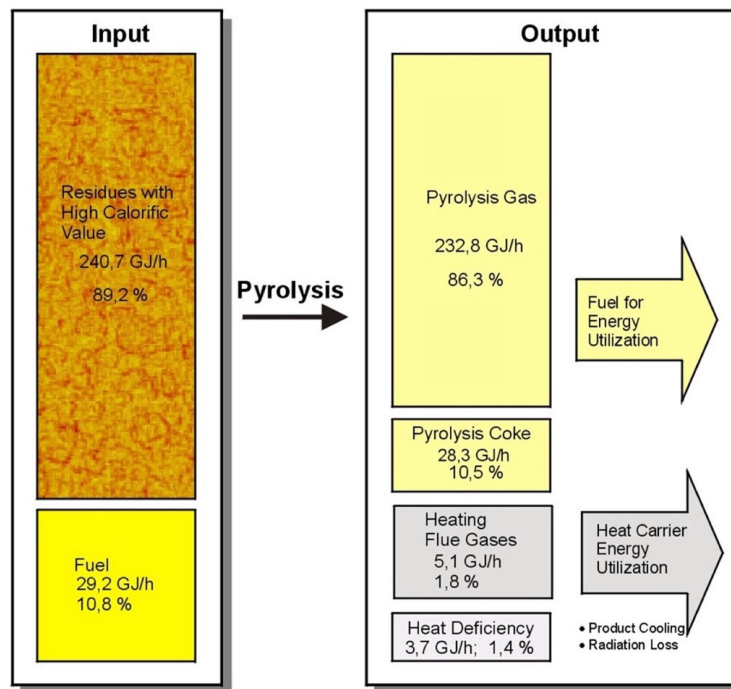 Input
Residues with
High Calorific
Value
240,7 GJ/h
89,2 %
Fuel
29,2 GJ/h
10,8 %
Pyrolysis
Output
Pyrolysis Gas
232,8 GJ/h
86,3 %
Pyrolysis Coke
28,3 GJ/h
10,5 %
Heating
Flue Gases
5,1 GJ/h
1,8 %
Heat Deficiency
3,7 GJ/h; 1,4 %
Fuel for
Energy
Utilization
Heat Carrier
Energy
Utilization
• Product Cooling
• Radiation Loss